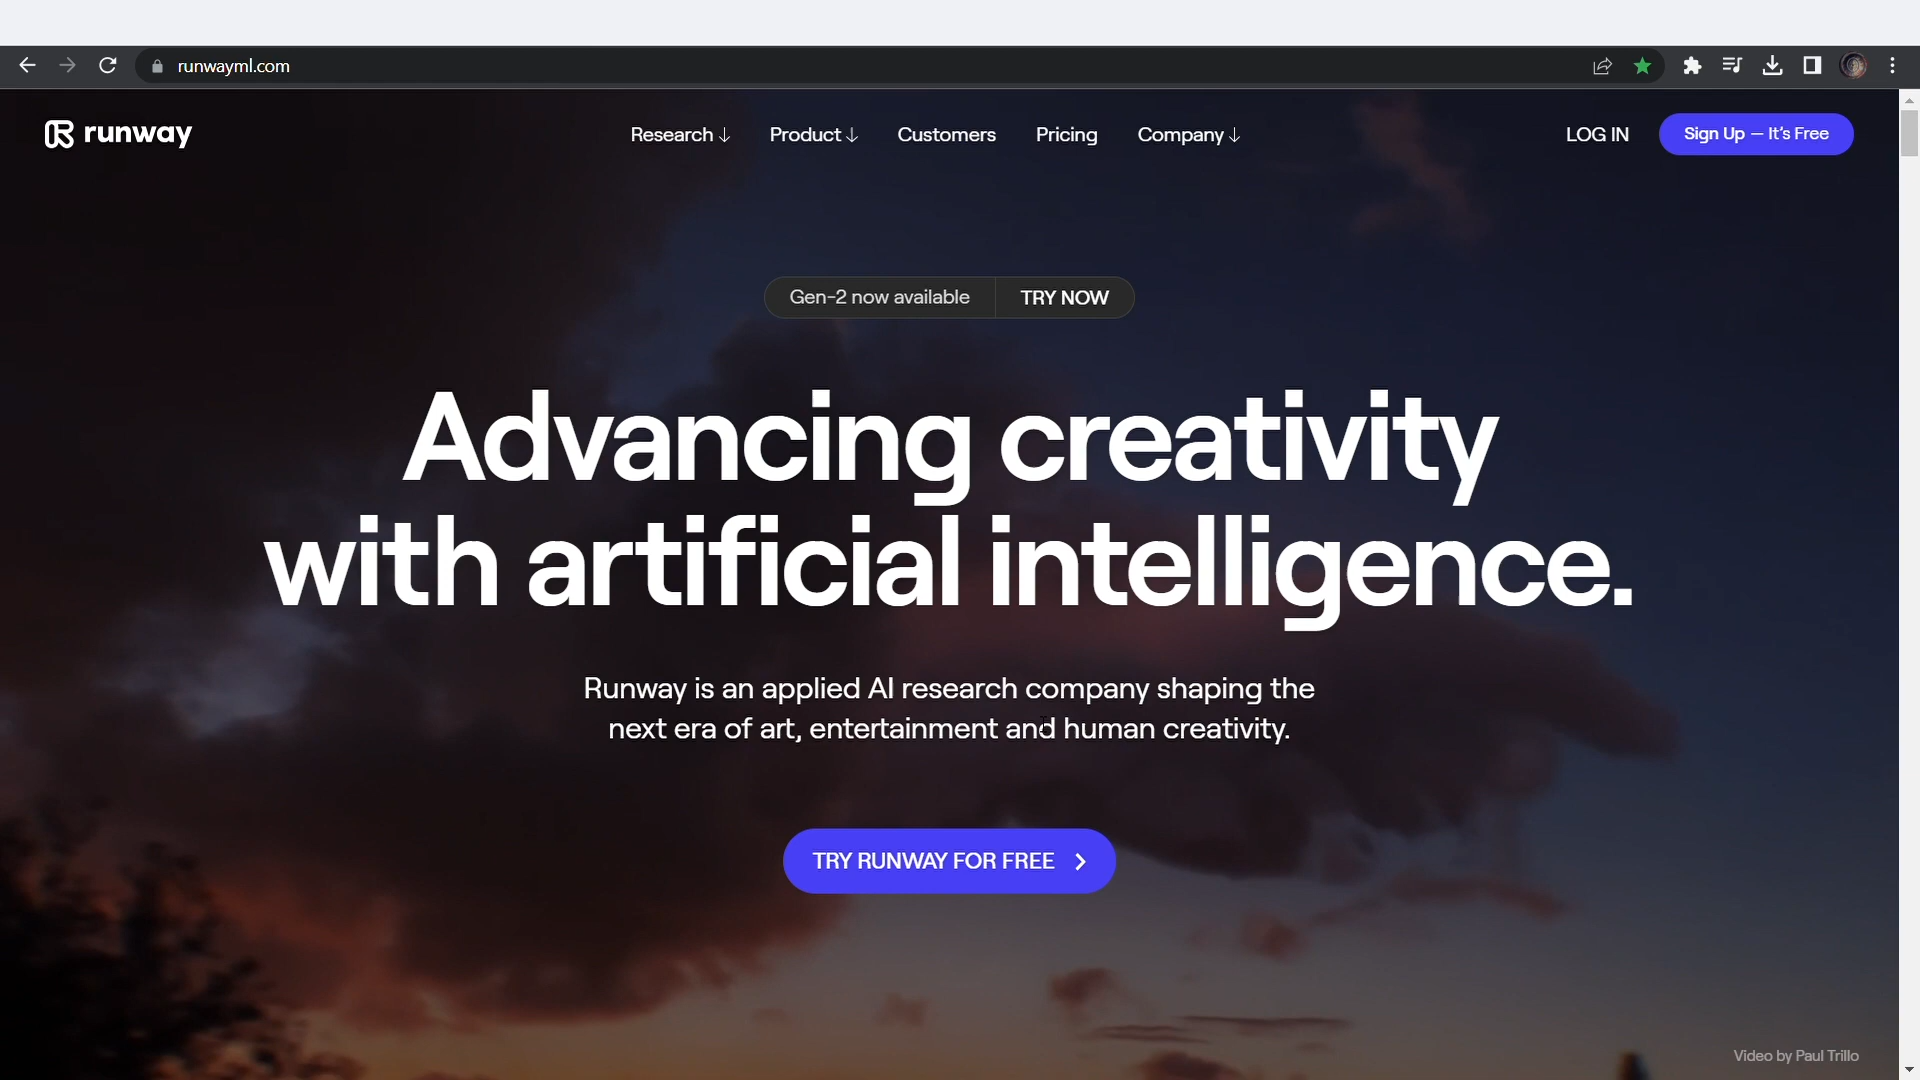 runwayml.com
runway
Research ↓ Product ↓ Customers Pricing Company ↓ LOG IN Sign Up — It's Free
Gen-2 now available TRY NOW
Advancing creativity
with artificial intelligence.
Runway is an applied AI research company shaping the
next era of art, entertainment and human creativity.
TRY RUNWAY FOR FREE >
Video by Paul Trillo